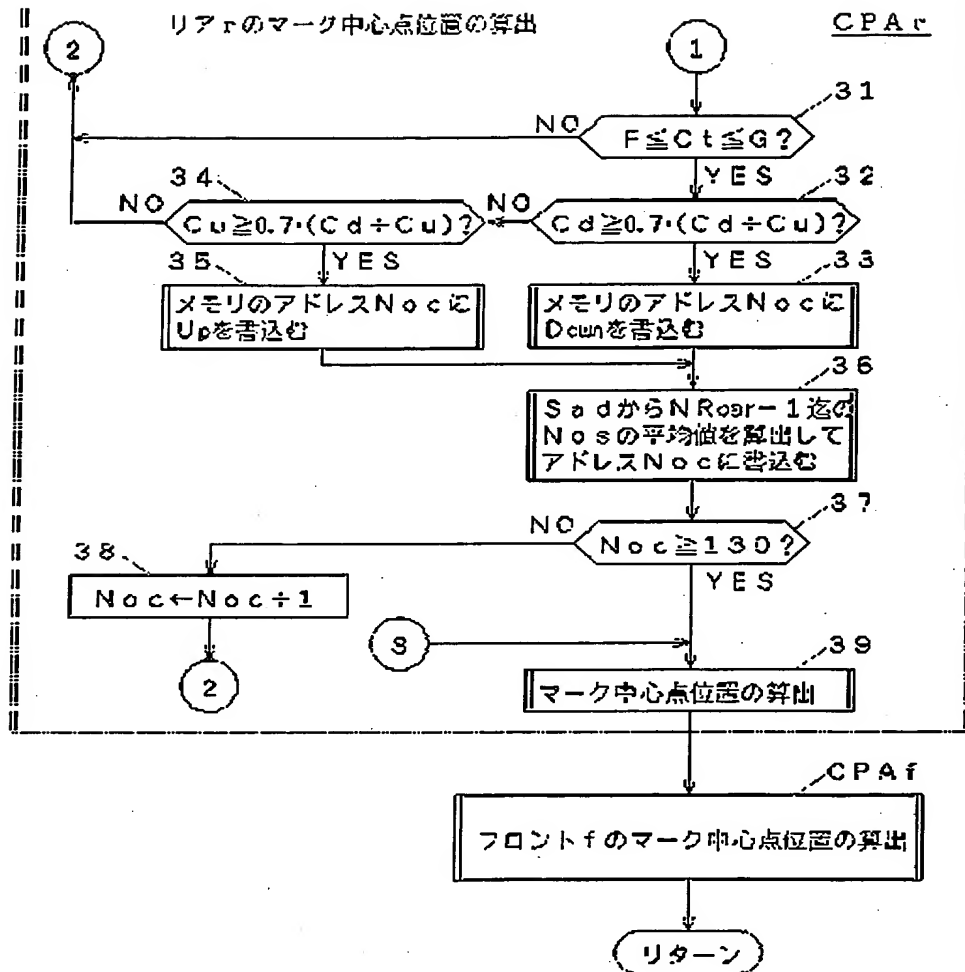 リアrのマーク中心点位置の算出
CPAr
2
1
31
F≦Ct≦G?
NO
YES
32
Cd≧0.7·(Cd+Cu)?
NO
YES
34
Cu≧0.7·(Cd+Cu)?
NO
YES
35
メモリのアドレスNocに
Upを書込む
33
メモリのアドレスNocに
Downを書込む
36
SadからNRosr-1迄の
Nosの平均値を算出して
アドレスNocに書込む
37
Noc≧130?
NO
YES
38
Noc←Noc+1
2
3
39
マーク中心点位置の算出
CPAf
フロントfのマーク中心点位置の算出
リターン